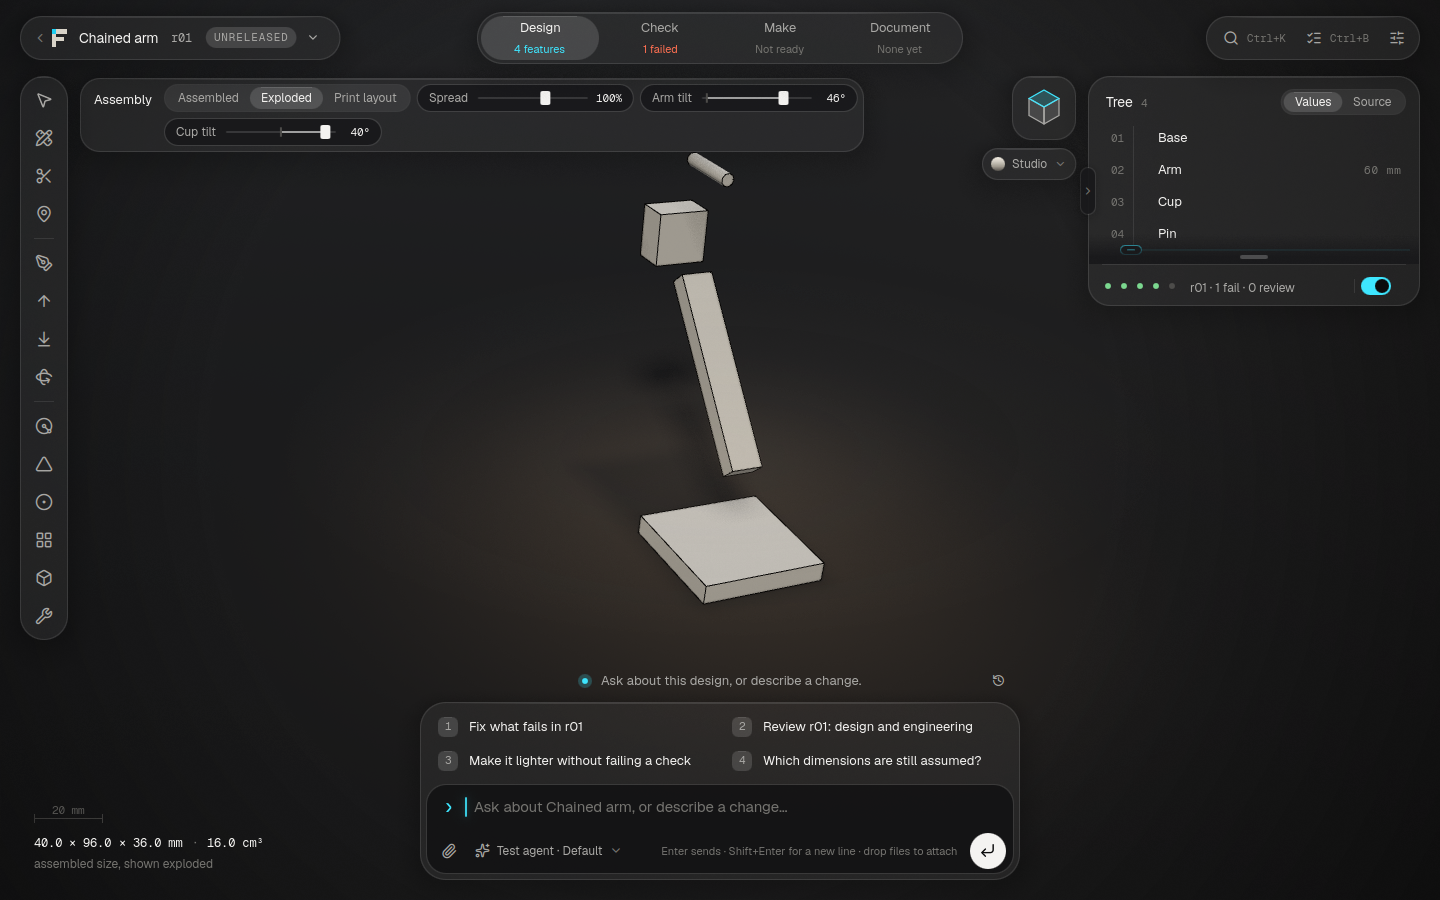 Chained arm r01 UNRELEASED
Design
4 features
Check
1 failed
Make
Not ready
Document
None yet
Ctrl+K
Ctrl+B
Assembly
Assembled
Exploded
Print layout
Spread 100%
Arm tilt 46°
Cup tilt 40°
Studio
Tree 4
Values
Source
01 Base
02 Arm 60 mm
03 Cup
04 Pin
r01 · 1 fail · 0 review
Ask about this design, or describe a change.
1 Fix what fails in r01
2 Review r01: design and engineering
3 Make it lighter without failing a check
4 Which dimensions are still assumed?
Ask about Chained arm, or describe a change...
Test agent · Default
Enter sends · Shift+Enter for a new line · drop files to attach
20 mm
40.0 × 96.0 × 36.0 mm · 16.0 cm³
assembled size, shown exploded